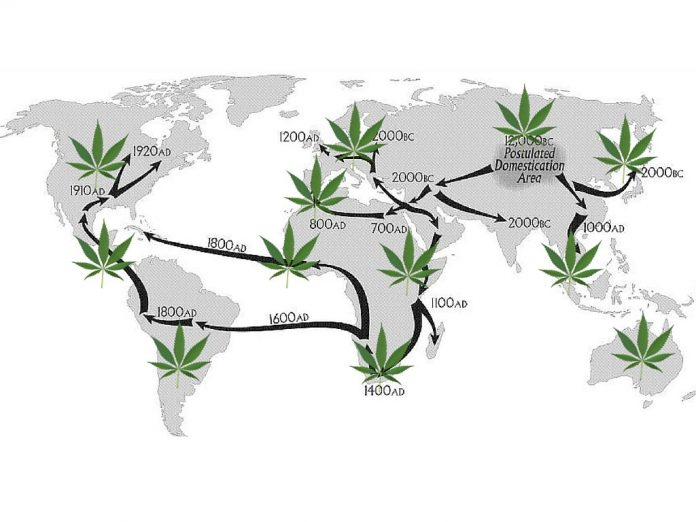 1920AD
1910AD
1200AD
2000BC
12,000BC
Postulated
Domestication
Area
2000BC
2000BC
2000BC
800AD
700AD
1000AD
1800AD
1100AD
1800AD
1600AD
1400AD